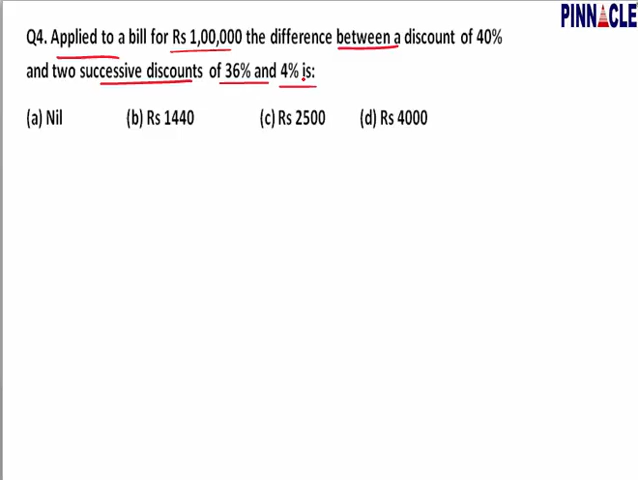 PINNACLE
Q4. Applied to a bill for Rs 1,00,000 the difference between a discount of 40%
and two successive discounts of 36% and 4% is:
(a) Nil (b) Rs 1440 (c) Rs 2500 (d) Rs 4000